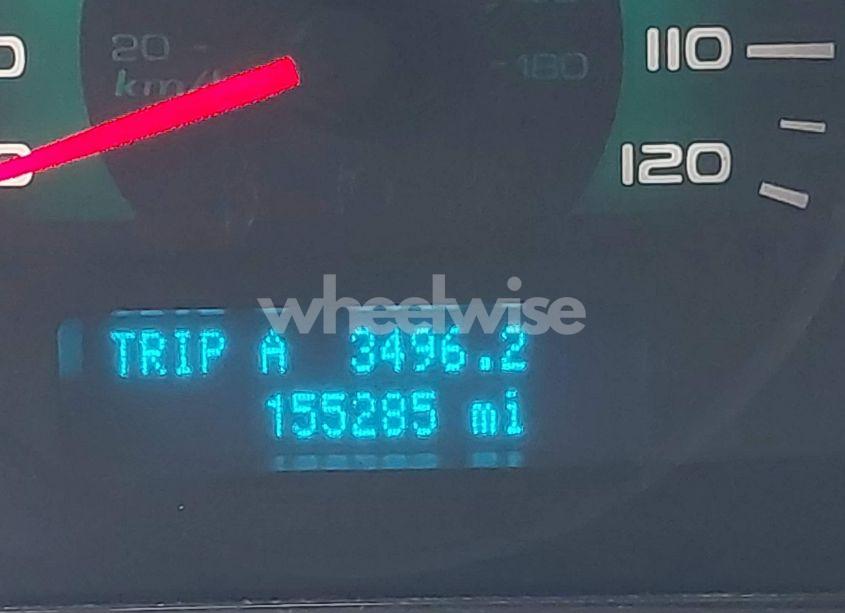 20
km/h
180
110
120
wheelwise
TRIP A 3496.2
155285 mi